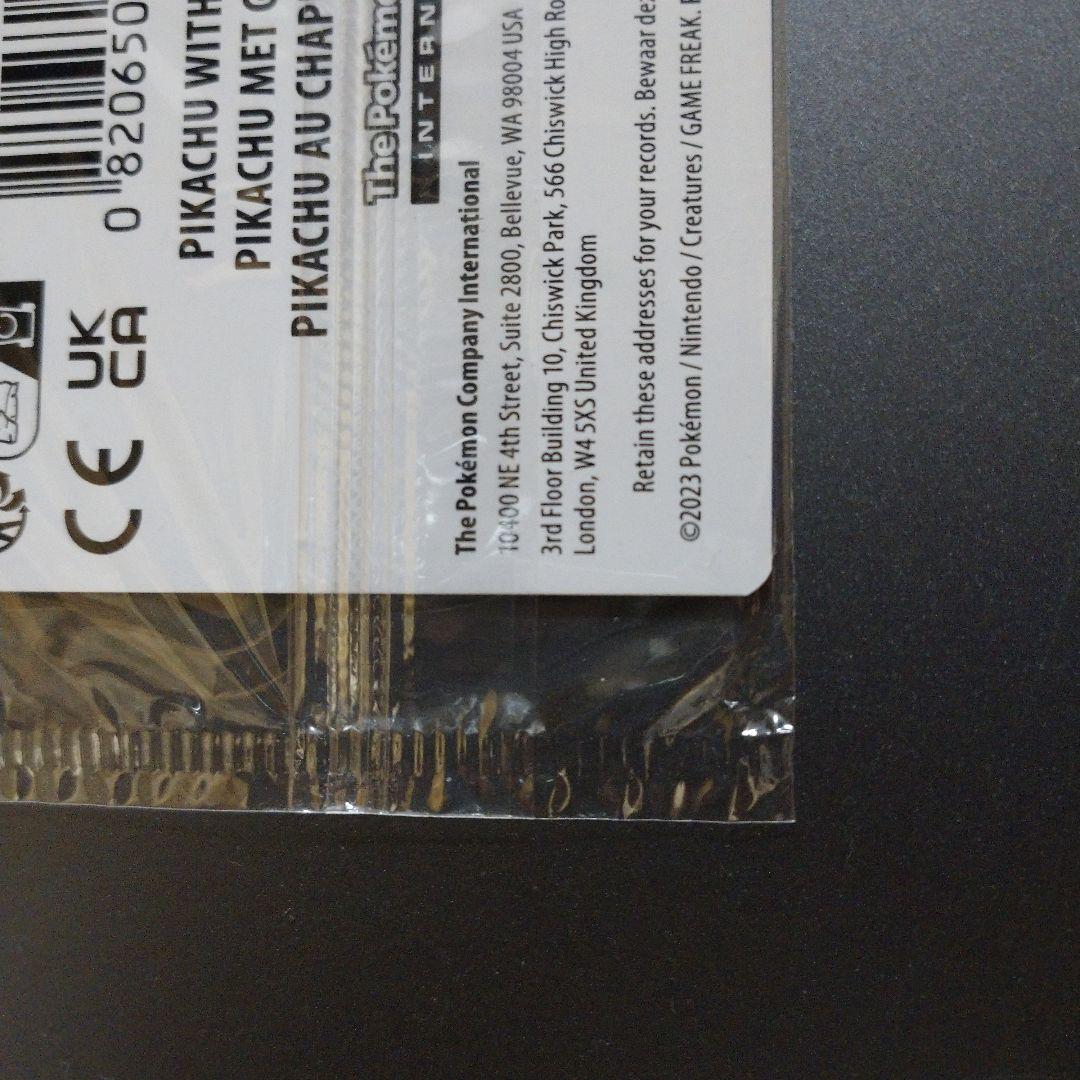 0 820650
CE UK
CA
PIKACHU WITH
PIKACHU MET
PIKACHU AU CHAP
The Pokémo
INTERN
The Pokémon Company International
10400 NE 4th Street, Suite 2800, Bellevue, WA 98004 USA
3rd Floor Building 10, Chiswick Park, 566 Chiswick High Ro
London, W4 5XS United Kingdom
Retain these addresses for your records. Bewaar dez
©2023 Pokémon / Nintendo / Creatures / GAME FREAK.